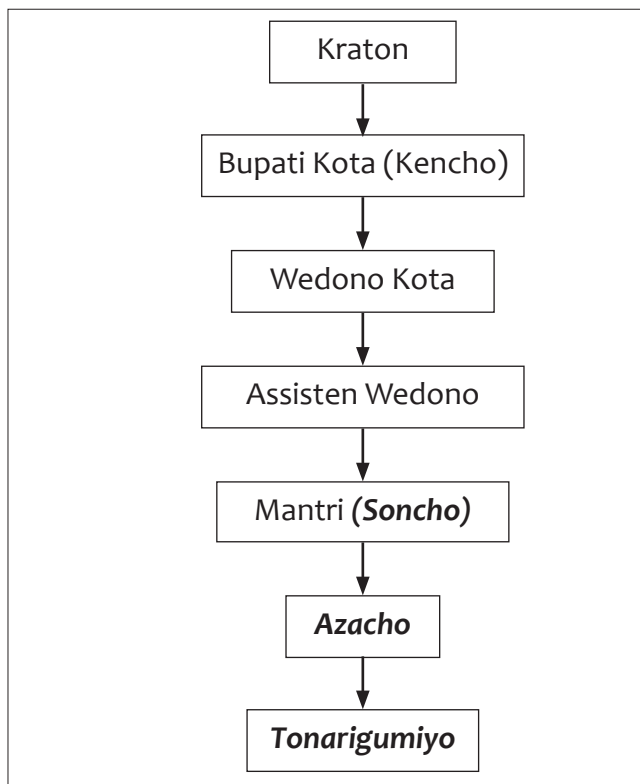 Kraton
Bupati Kota (Kencho)
Wedono Kota
Assisten Wedono
Mantri (Soncho)
Azacho
Tonarigumiyo